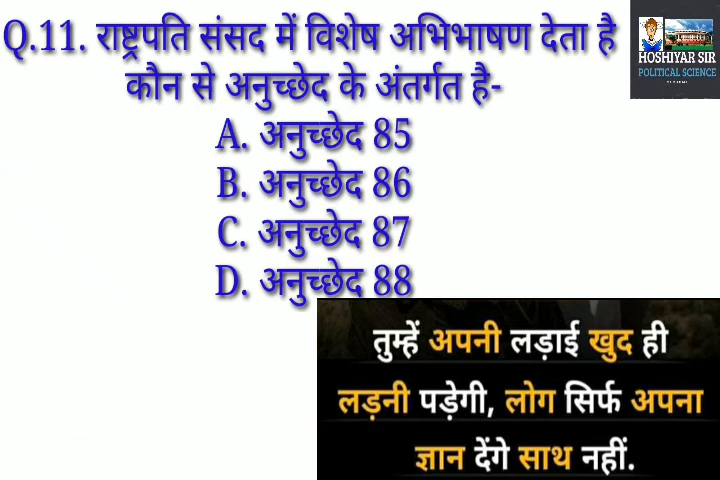 Q.11. राष्ट्रपति संसद में विशेष अभिभाषण देता है
कौन से अनुच्छेद के अंतर्गत है-
A. अनुच्छेद 85
B. अनुच्छेद 86
C. अनुच्छेद 87
D. अनुच्छेद 88
HOSHIYAR SIR
POLITICAL SCIENCE
तुम्हें अपनी लड़ाई खुद ही
लड़नी पड़ेगी, लोग सिर्फ अपना
ज्ञान देंगे साथ नहीं.